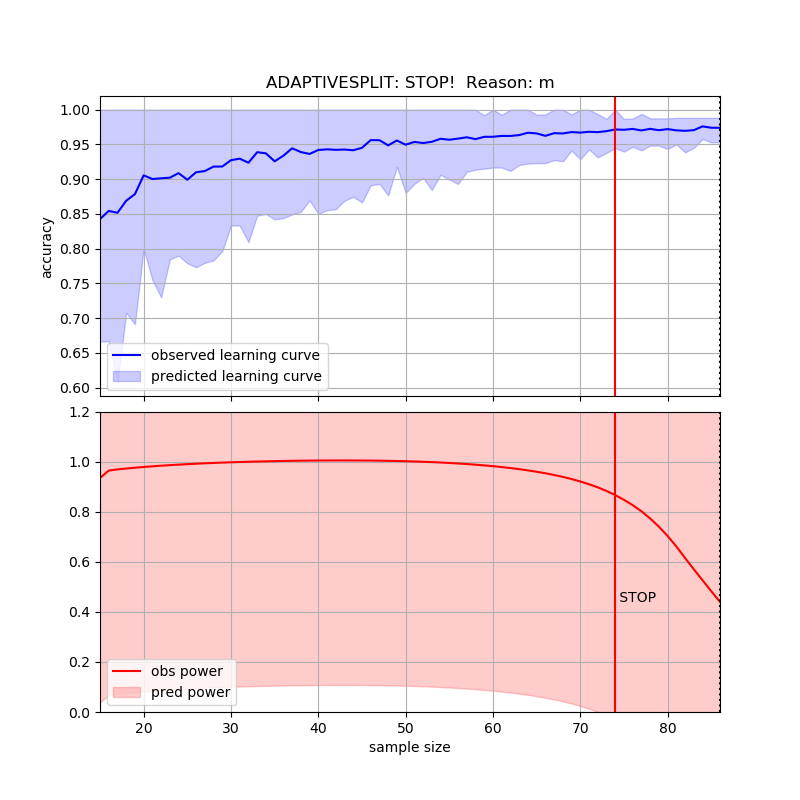 ADAPTIVESPLIT: STOP!  Reason: m
1.00
0.95
0.90
0.85
0.80
0.75
0.70
0.65
0.60
accuracy
observed learning curve
predicted learning curve
1.2
1.0
0.8
0.6
0.4
0.2
0.0
STOP
obs power
pred power
20 30 40 50 60 70 80
sample size